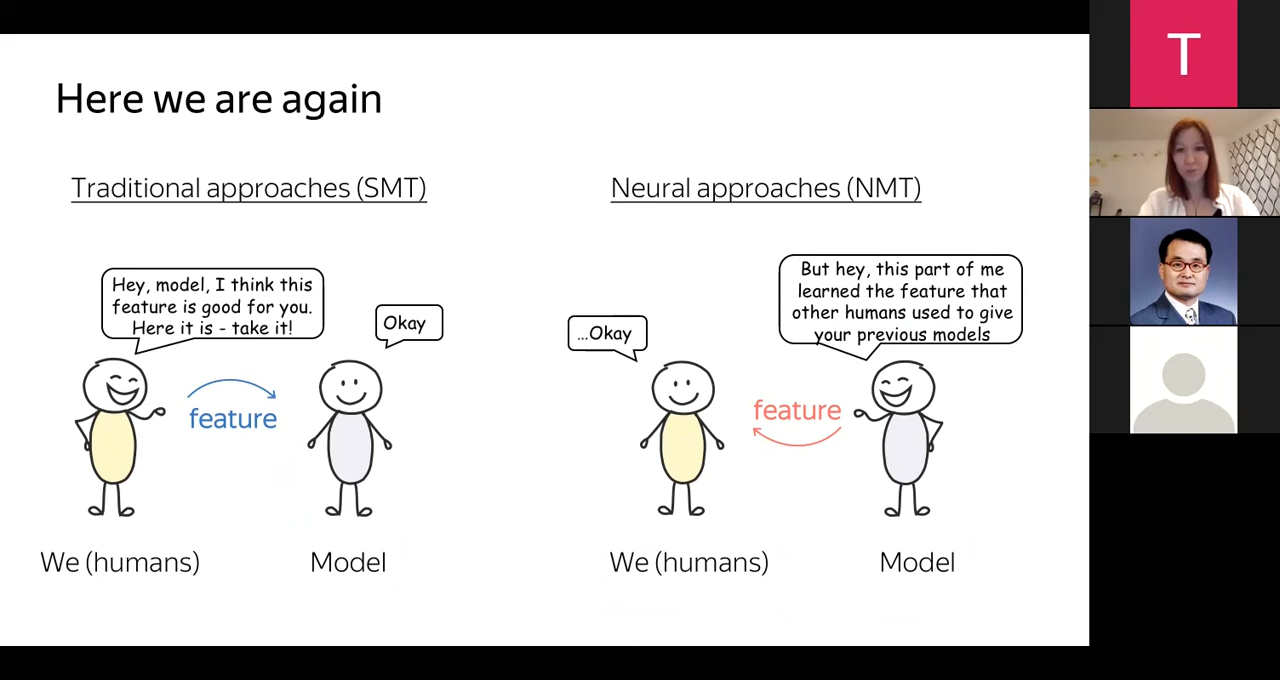 Here we are again
Traditional approaches (SMT)
Hey, model, I think this
feature is good for you.
Here it is - take it!
Okay
feature
We (humans)
Model
Neural approaches (NMT)
...Okay
But hey, this part of me
learned the feature that
other humans used to give
your previous models
feature
We (humans)
Model
T